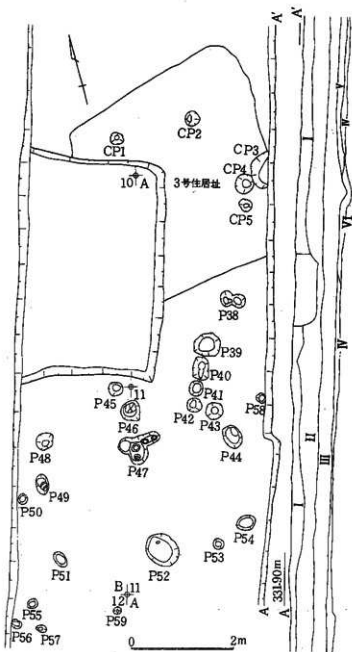 A'
A'
CP1
CP2
CP3
CP4
CP5
10 A
3号住居址
I
V
IV
VI
P38
P39
P40
P41
P42
P43
P44
P45
11
P46
P47
P48
P49
P50
P58
IV
II
III
I
P51
P52
P53
P54
B 11
12 A
P59
P55
P56
P57
A
A
331.90m
0 2m